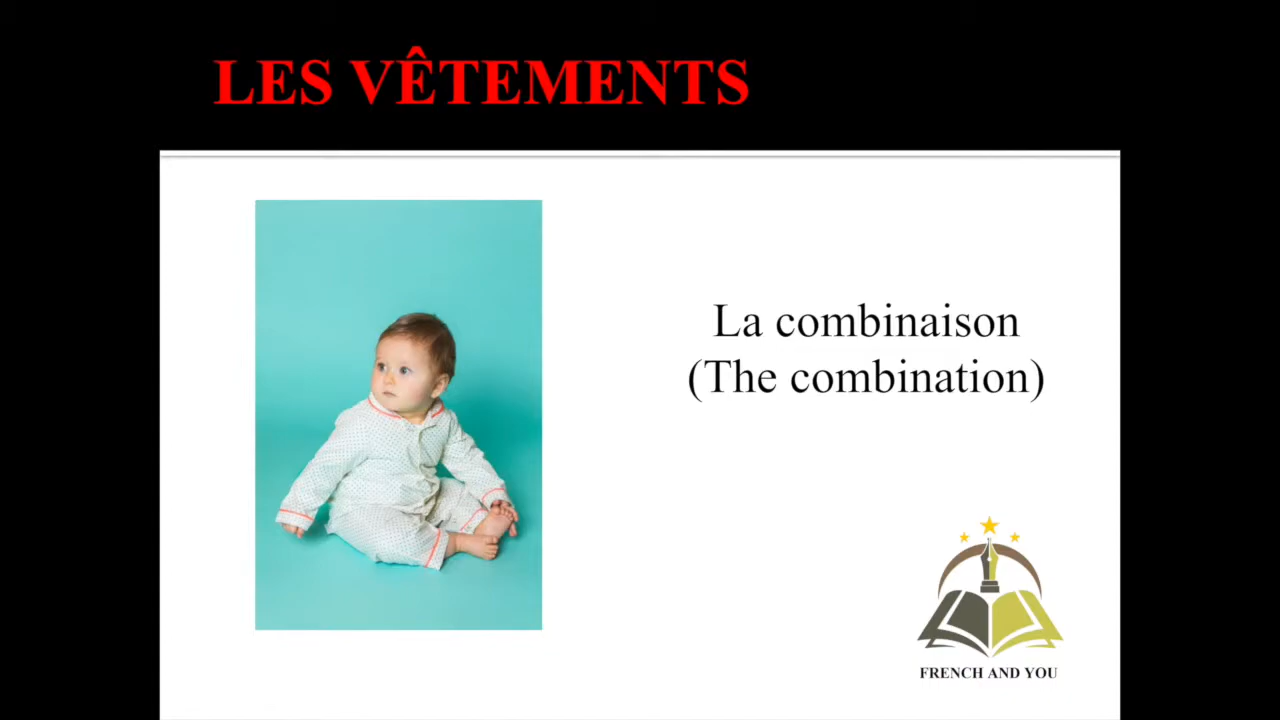 LES VÊTEMENTS
La combinaison
(The combination)
FRENCH AND YOU